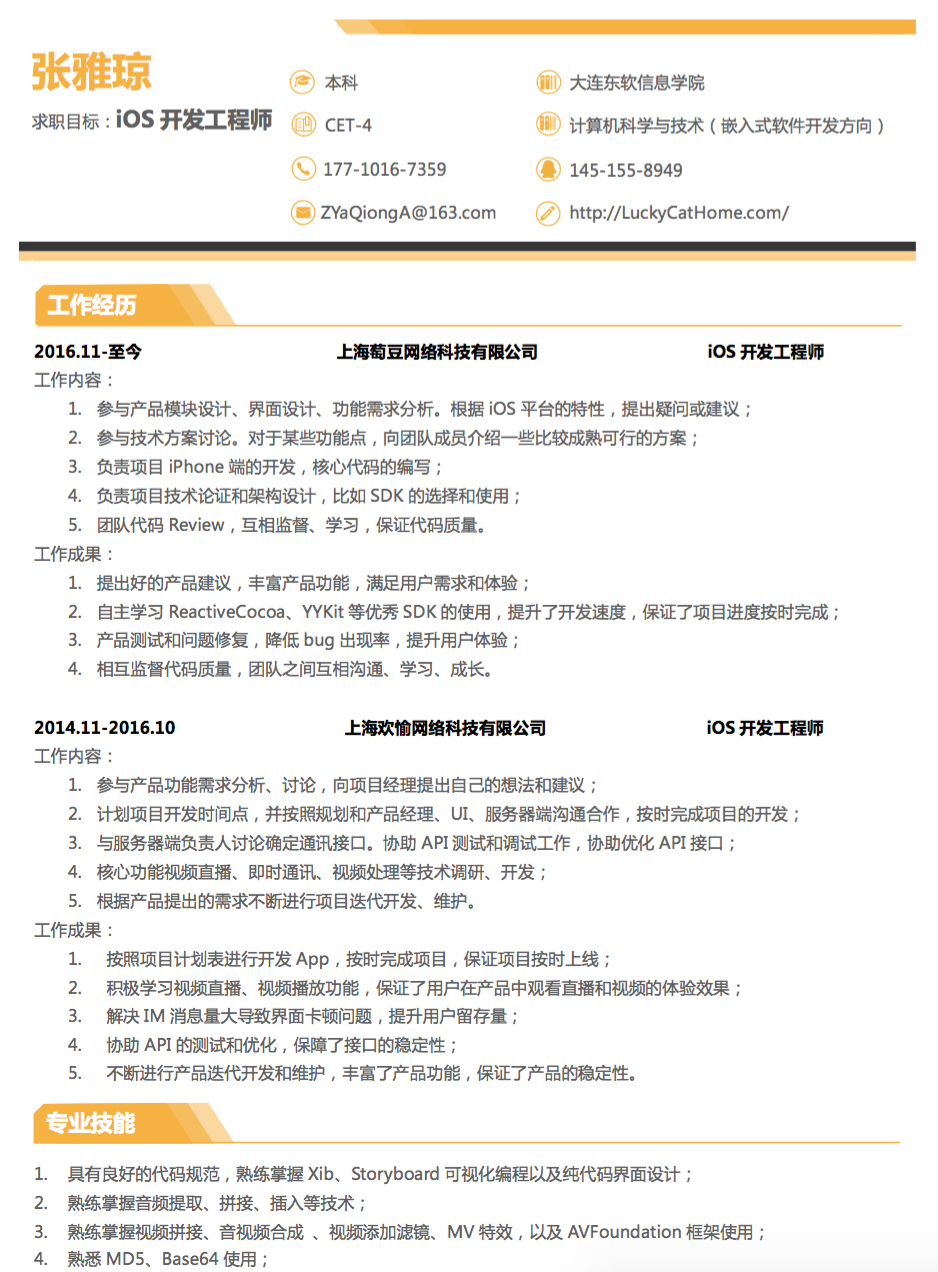 张雅琼
求职目标：iOS 开发工程师
本科
大连东软信息学院
CET-4
计算机科学与技术（嵌入式软件开发方向）
177-1016-7359
145-155-8949
ZYaQiongA@163.com
http://LuckyCatHome.com/
工作经历
2016.11-至今 上海萄豆网络科技有限公司 iOS 开发工程师
工作内容：
1. 参与产品模块设计、界面设计、功能需求分析。根据 iOS 平台的特性，提出疑问或建议；
2. 参与技术方案讨论。对于某些功能点，向团队成员介绍一些比较成熟可行的方案；
3. 负责项目 iPhone 端的开发，核心代码的编写；
4. 负责项目技术论证和架构设计，比如 SDK 的选择和使用；
5. 团队代码 Review，互相监督、学习，保证代码质量。
工作成果：
1. 提出好的产品建议，丰富产品功能，满足用户需求和体验；
2. 自主学习 ReactiveCocoa、YYKit 等优秀 SDK 的使用，提升了开发速度，保证了项目进度按时完成；
3. 产品测试和问题修复，降低 bug 出现率，提升用户体验；
4. 相互监督代码质量，团队之间互相沟通、学习、成长。
2014.11-2016.10 上海欢愉网络科技有限公司 iOS 开发工程师
工作内容：
1. 参与产品功能需求分析、讨论，向项目经理提出自己的想法和建议；
2. 计划项目开发时间点，并按照规划和产品经理、UI、服务器端沟通合作，按时完成项目的开发；
3. 与服务器端负责人讨论确定通讯接口。协助 API 测试和调试工作，协助优化 API 接口；
4. 核心功能视频直播、即时通讯、视频处理等技术调研、开发；
5. 根据产品提出的需求不断进行项目迭代开发、维护。
工作成果：
1. 按照项目计划表进行开发 App，按时完成项目，保证项目按时上线；
2. 积极学习视频直播、视频播放功能，保证了用户在产品中观看直播和视频的体验效果；
3. 解决 IM 消息量大导致界面卡顿问题，提升用户留存量；
4. 协助 API 的测试和优化，保障了接口的稳定性；
5. 不断进行产品迭代开发和维护，丰富了产品功能，保证了产品的稳定性。
专业技能
1. 具有良好的代码规范，熟练掌握 Xib、Storyboard 可视化编程以及纯代码界面设计；
2. 熟练掌握音频提取、拼接、插入等技术；
3. 熟练掌握视频拼接、音视频合成 、视频添加滤镜、MV 特效，以及 AVFoundation 框架使用；
4. 熟悉 MD5、Base64 使用；